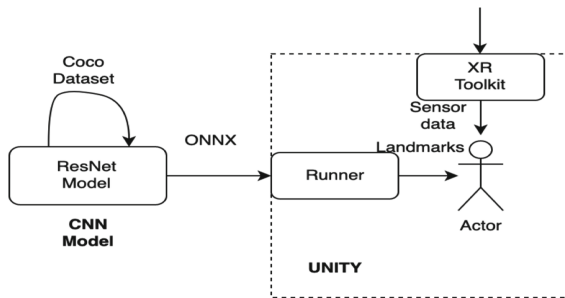 Coco
Dataset
ResNet
Model
CNN
Model
ONNX
XR
Toolkit
Sensor
data
Landmarks
Runner
Actor
UNITY